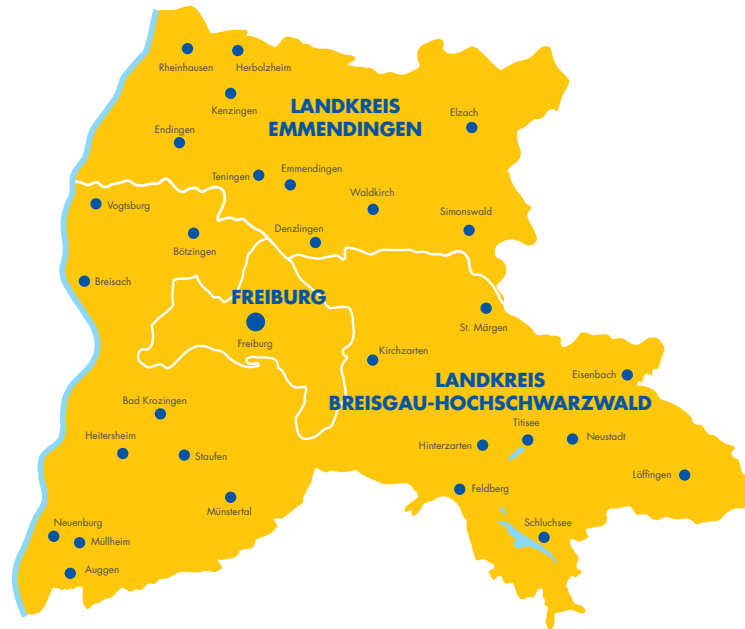 Rheinhausen
Herbolzheim
Kenzingen
LANDKREIS
EMMENDINGEN
Elzach
Endingen
Teningen
Emmendingen
Waldkirch
Simonswald
Vogtsburg
Denzlingen
Bötzingen
Breisach
FREIBURG
Freiburg
St. Märgen
Kirchzarten
LANDKREIS
BREISGAU-HOCHSCHWARZWALD
Eisenbach
Bad Krozingen
Heitersheim
Staufen
Titisee
Hinterzarten
Neustadt
Löffingen
Feldberg
Münstertal
Schluchsee
Neuenburg
Müllheim
Auggen